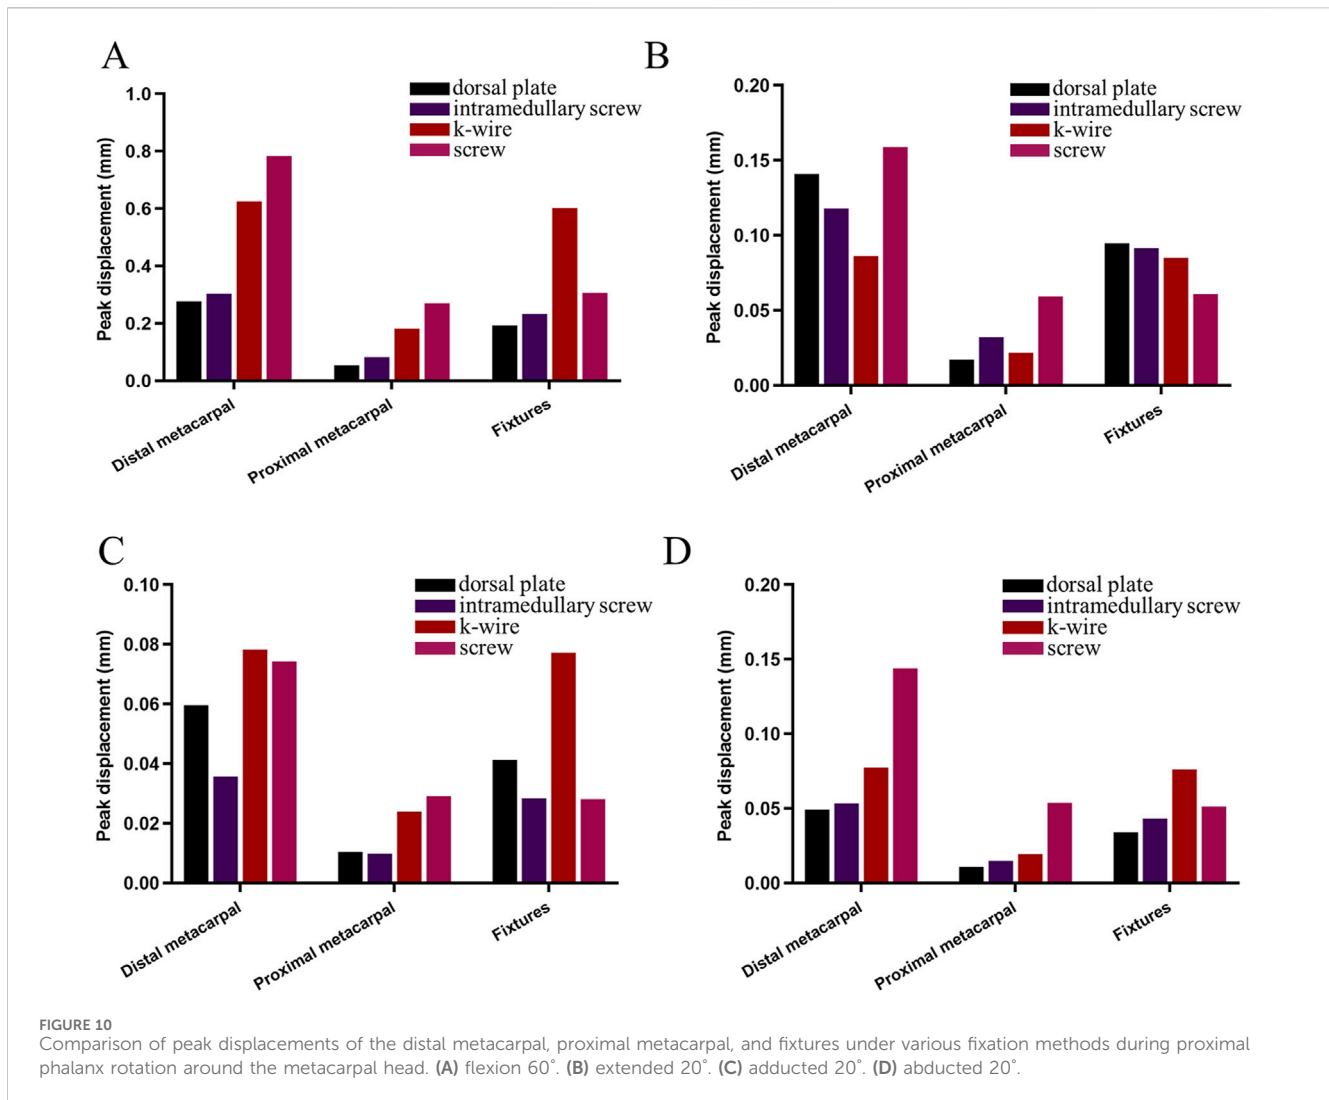 A
dorsal plate
intramedullary screw
k-wire
screw
Peak displacement (mm)
1.0
0.8
0.6
0.4
0.2
0.0
Distal metacarpal
Proximal metacarpal
Fixtures
B
dorsal plate
intramedullary screw
k-wire
screw
Peak displacement (mm)
0.20
0.15
0.10
0.05
0.00
Distal metacarpal
Proximal metacarpal
Fixtures
C
dorsal plate
intramedullary screw
k-wire
screw
Peak displacement (mm)
0.10
0.08
0.06
0.04
0.02
0.00
Distal metacarpal
Proximal metacarpal
Fixtures
D
dorsal plate
intramedullary screw
k-wire
screw
Peak displacement (mm)
0.20
0.15
0.10
0.05
0.00
Distal metacarpal
Proximal metacarpal
Fixtures
FIGURE 10
Comparison of peak displacements of the distal metacarpal, proximal metacarpal, and fixtures under various fixation methods during proximal
phalanx rotation around the metacarpal head. (A) flexion 60°. (B) extended 20°. (C) adducted 20°. (D) abducted 20°.